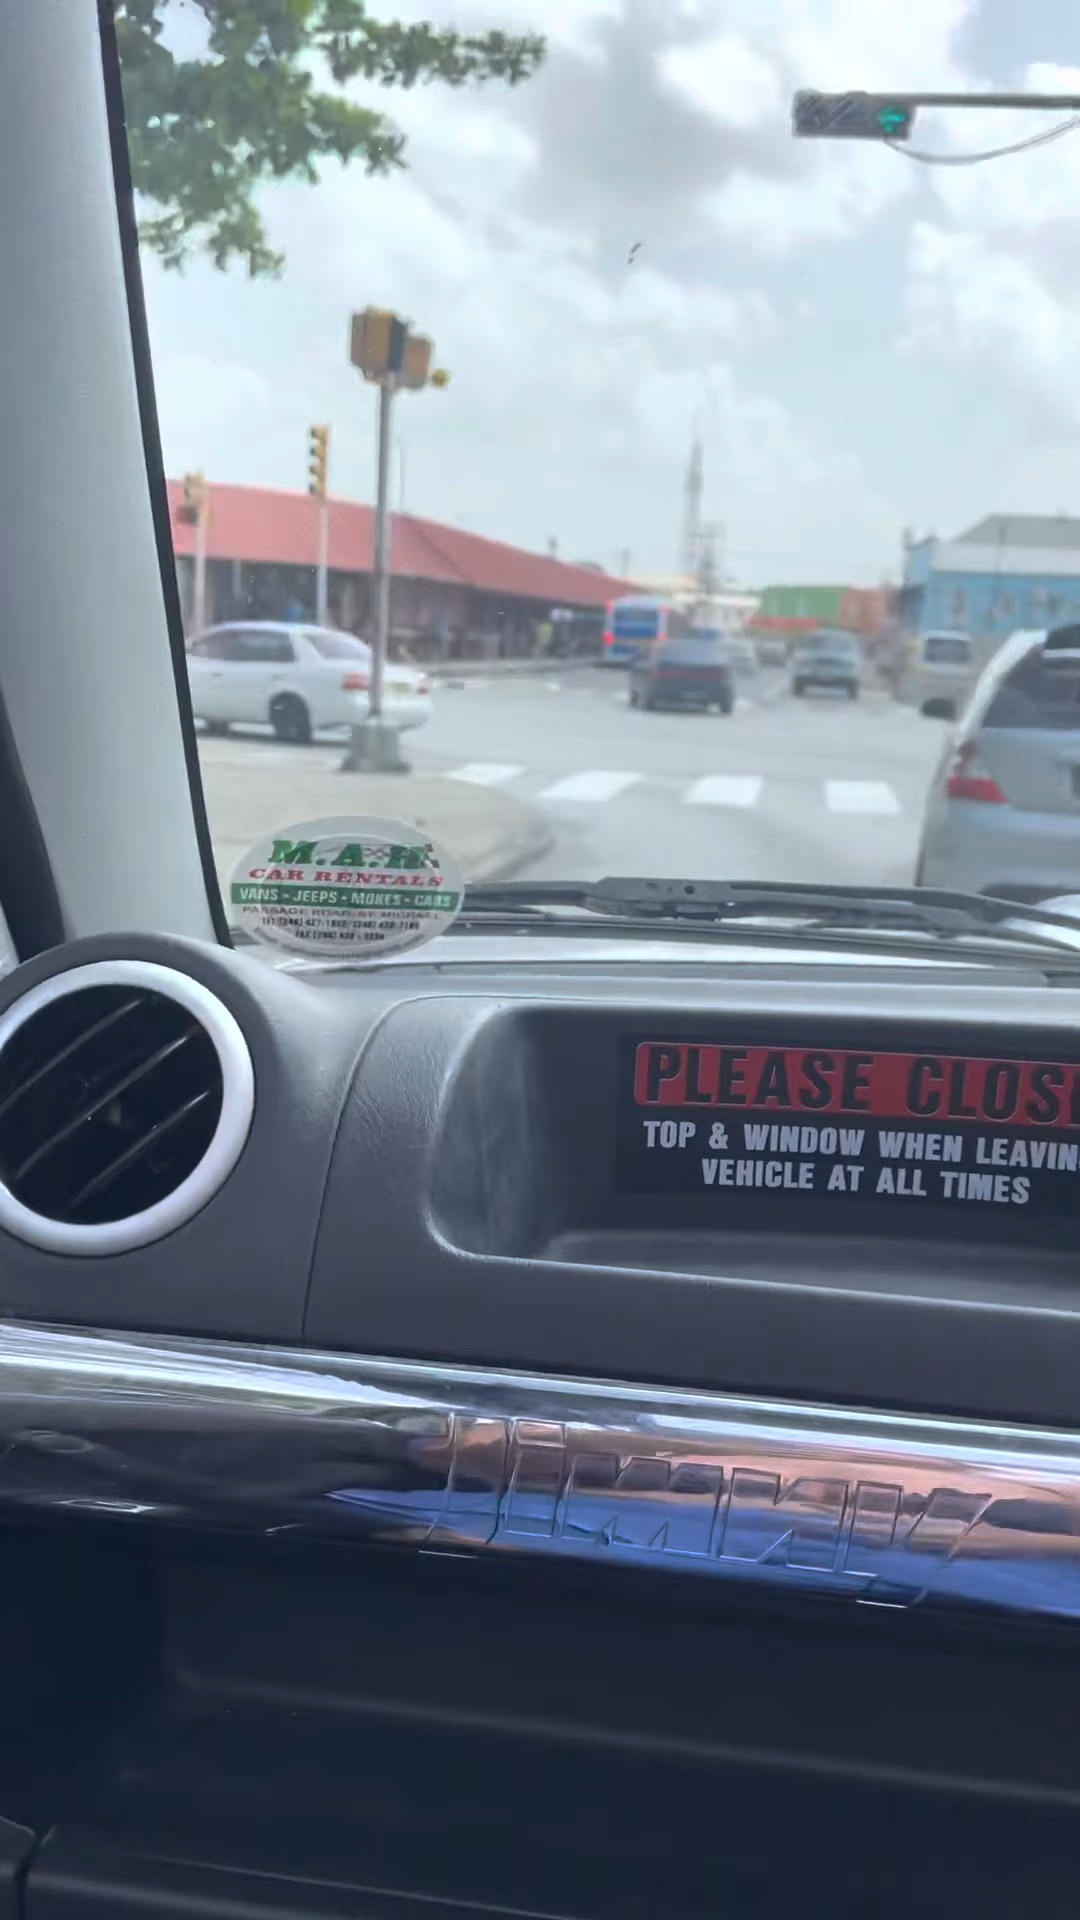 M.A.H.
CAR RENTALS
VANS - JEEPS - MOKES - CARS
PASSAGE ROAD, ST. MICHAEL
PLEASE CLOS
TOP & WINDOW WHEN LEAVIN
VEHICLE AT ALL TIMES
JIMNY